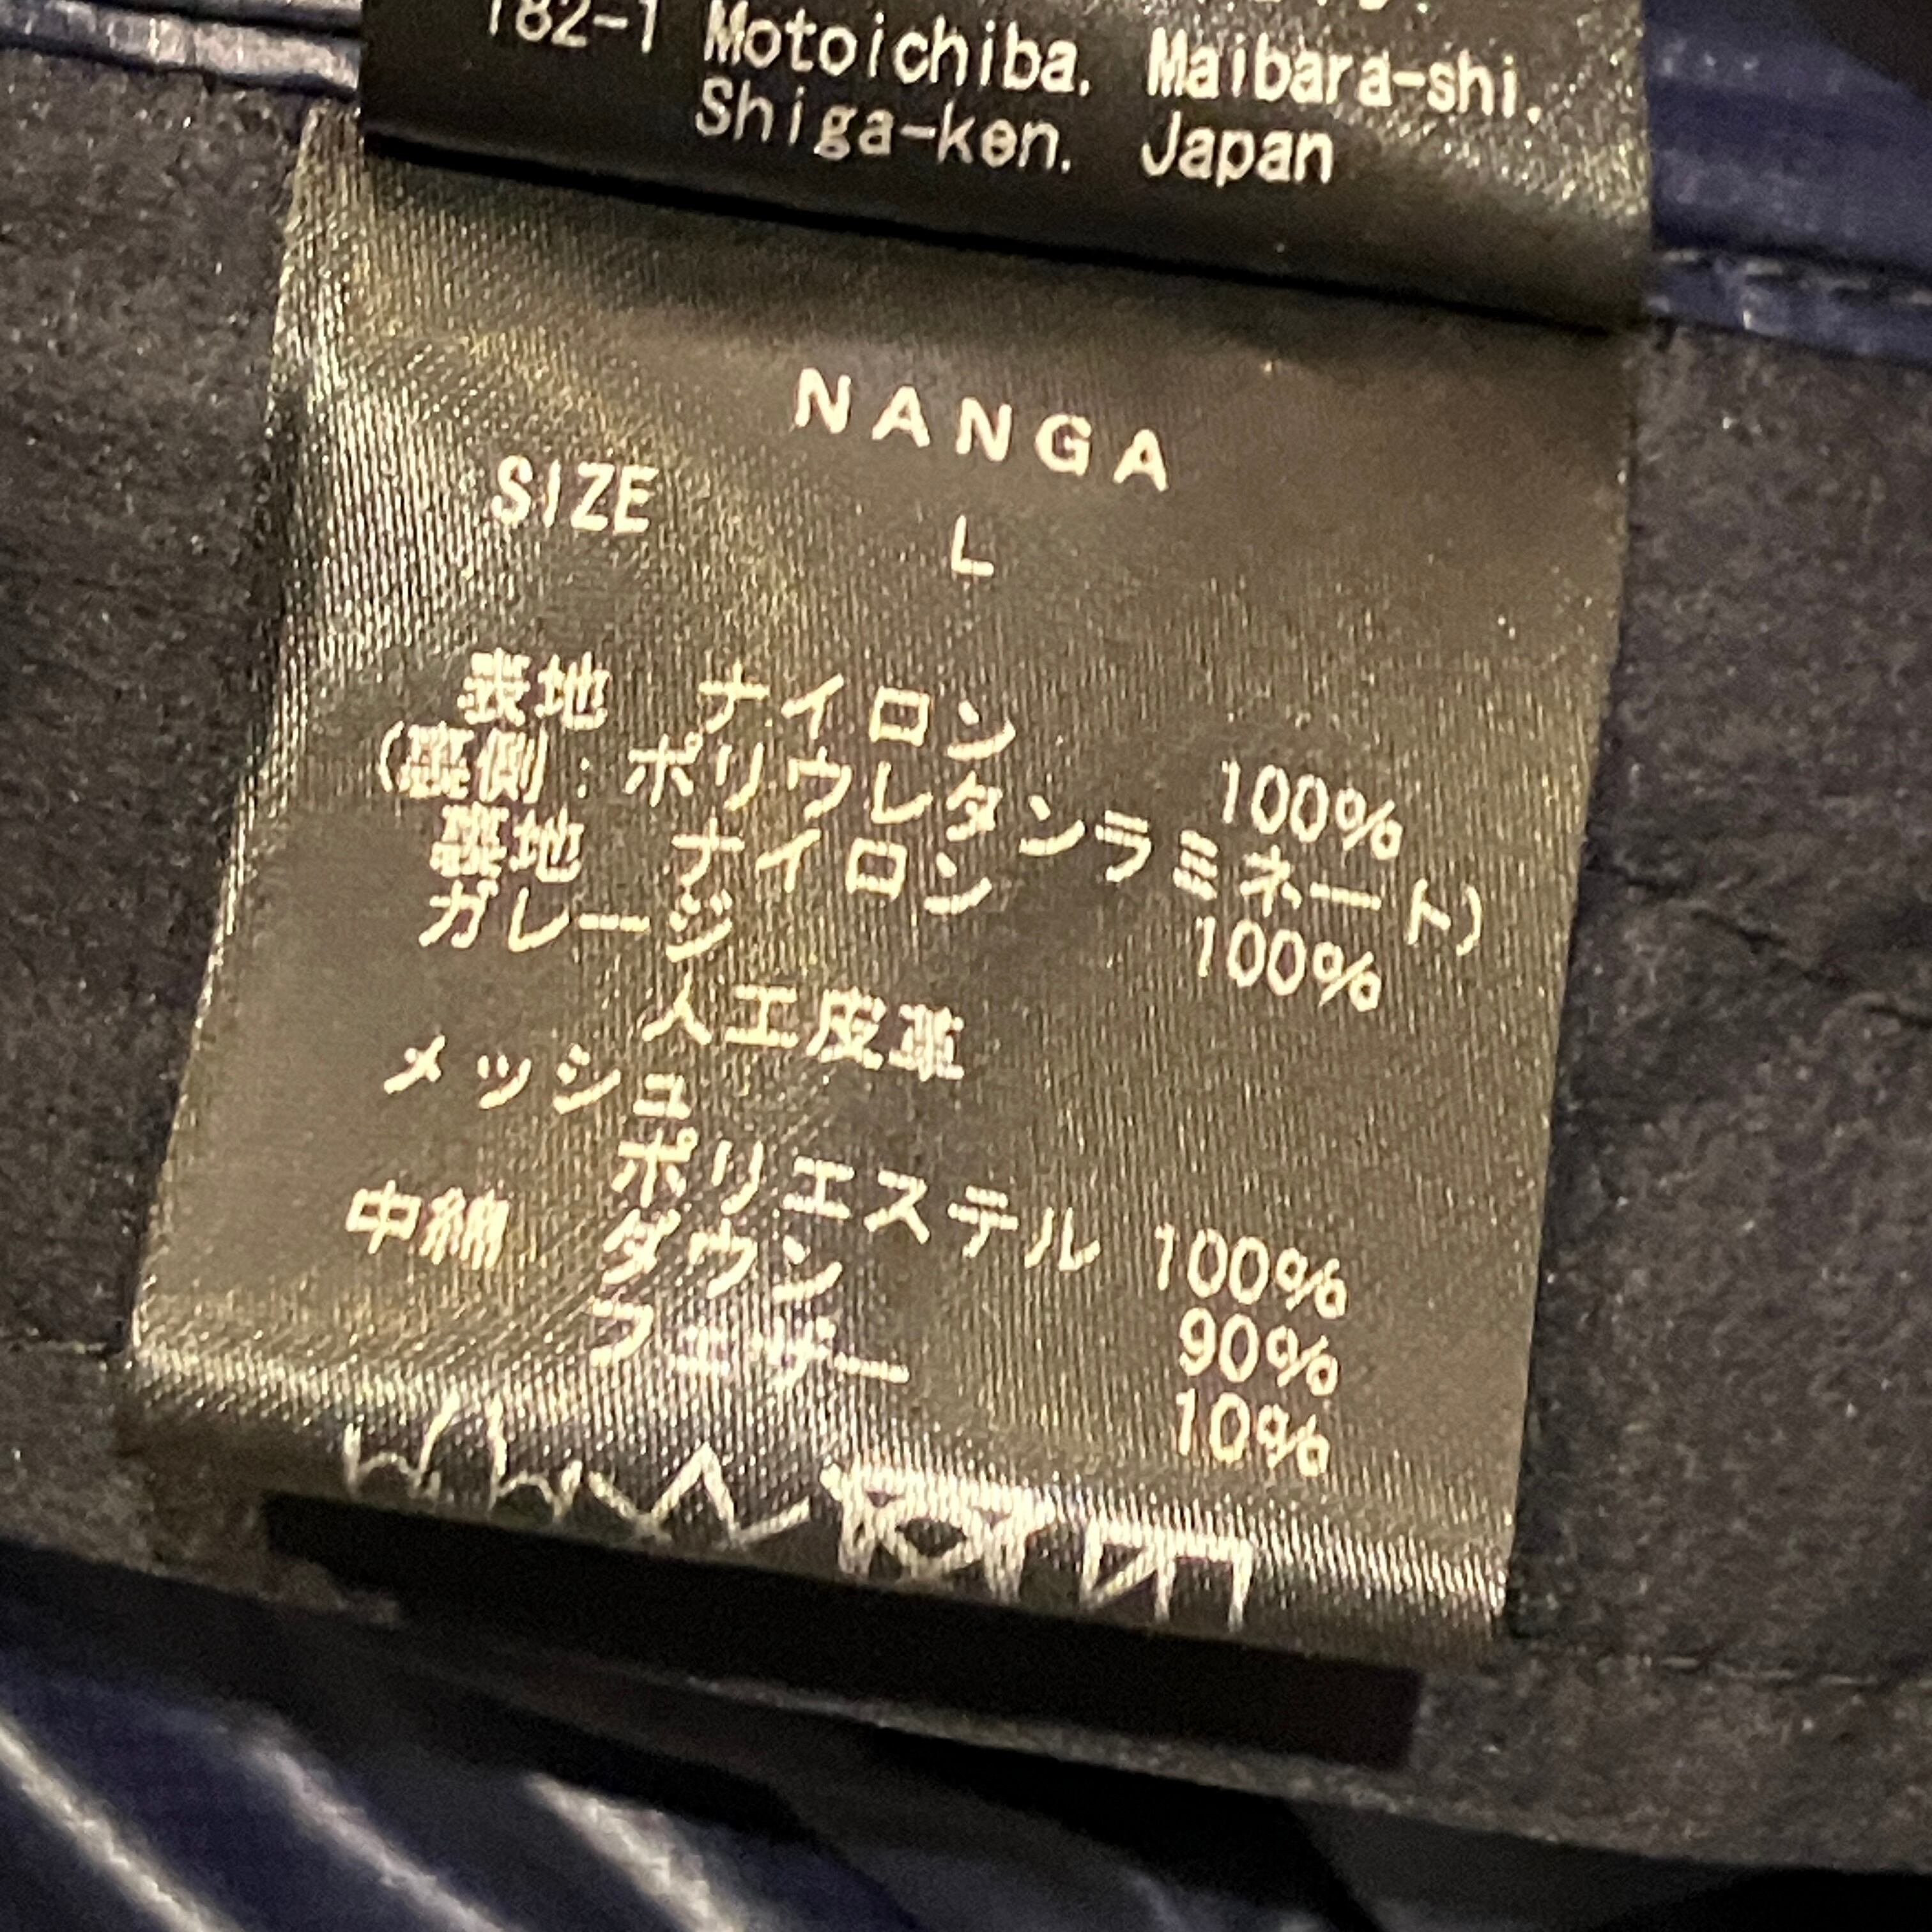 182-1 Motoichiba, Maibara-shi,
Shiga-ken, Japan
NANGA
SIZE L
表地 ナイロン 100%
(裏側:ポリウレタンラミネート)
裏地 ナイロン 100%
ガレージ
人工皮革
メッシュ
ポリエステル 100%
中綿 ダウン 90%
フェザー 10%